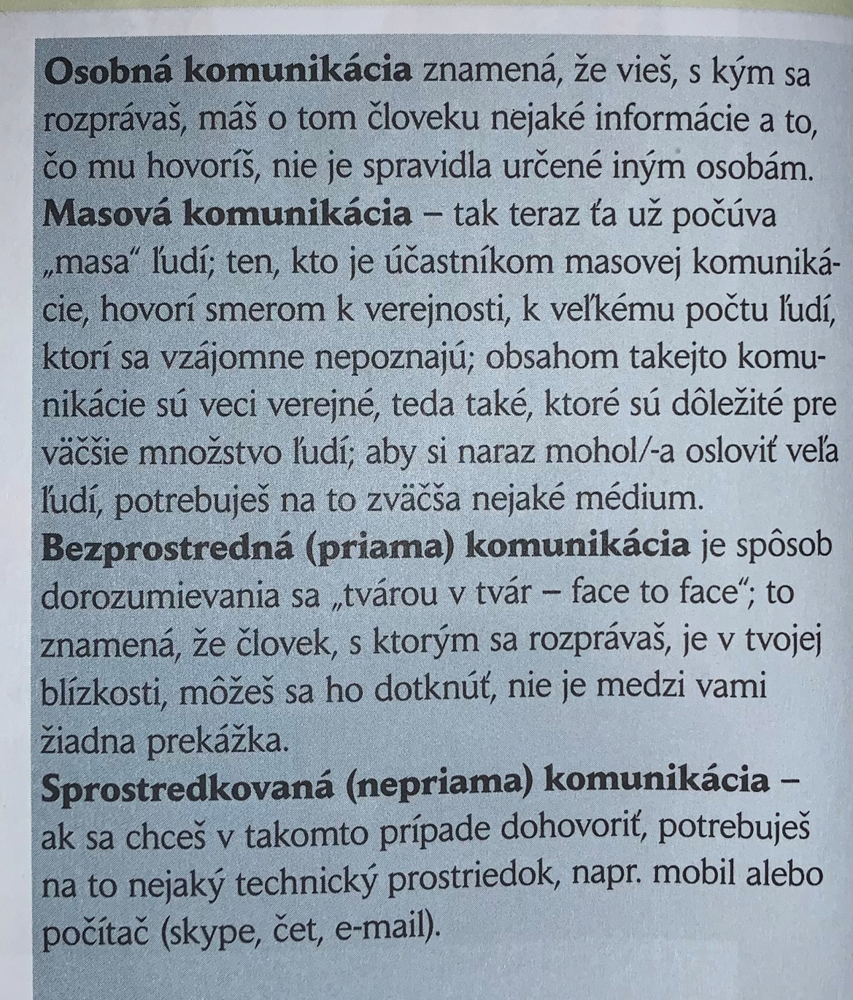 Osobná komunikácia znamená, že vieš, s kým sa
rozprávaš, máš o tom človeku nejaké informácie a to,
čo mu hovoríš, nie je spravidla určené iným osobám.
Masová komunikácia – tak teraz ťa už počúva
„masa“ ľudí; ten, kto je účastníkom masovej komuniká-
cie, hovorí smerom k verejnosti, k veľkému počtu ľudí,
ktorí sa vzájomne nepoznajú; obsahom takejto komu-
nikácie sú veci verejné, teda také, ktoré sú dôležité pre
väčšie množstvo ľudí; aby si naraz mohol/-a osloviť veľa
ľudí, potrebuješ na to zväčša nejaké médium.
Bezprostredná (priama) komunikácia je spôsob
dorozumievania sa „tvárou v tvár – face to face“; to
znamená, že človek, s ktorým sa rozprávaš, je v tvojej
blízkosti, môžeš sa ho dotknúť, nie je medzi vami
žiadna prekážka.
Sprostredkovaná (nepriama) komunikácia –
ak sa chceš v takomto prípade dohovoriť, potrebuješ
na to nejaký technický prostriedok, napr. mobil alebo
počítač (skype, čet, e-mail).